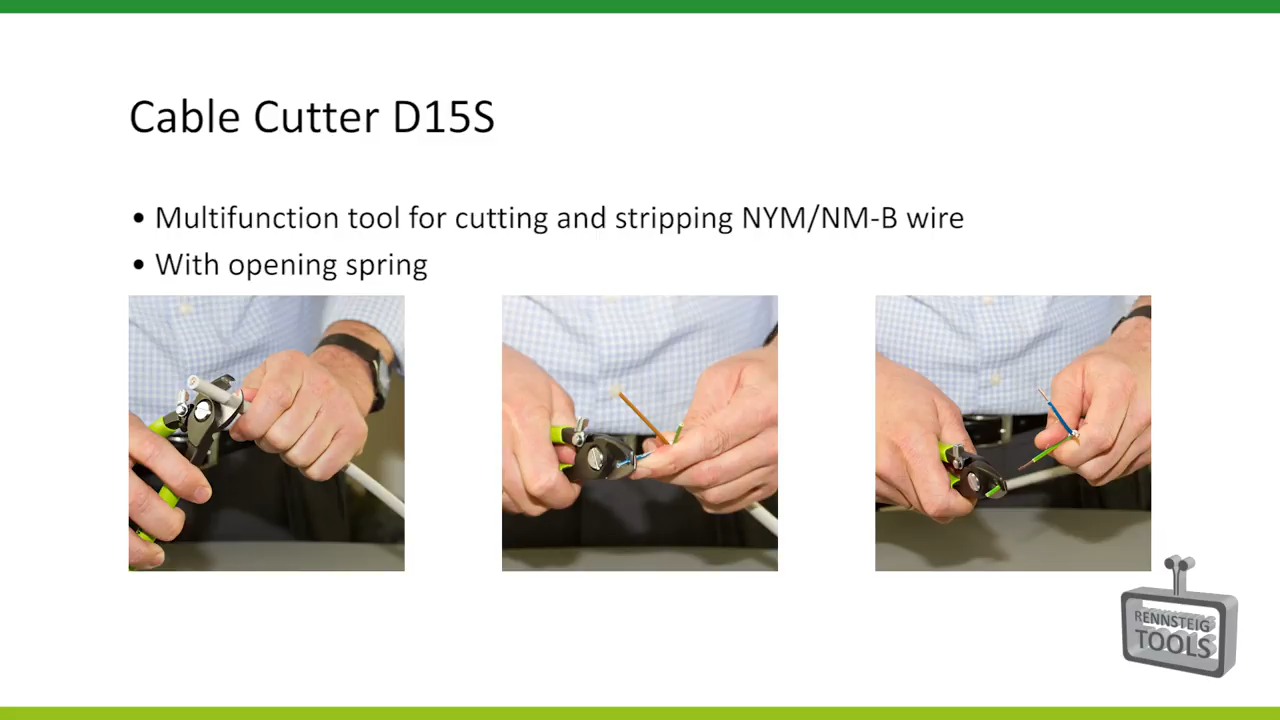 Cable Cutter D15S
• Multifunction tool for cutting and stripping NYM/NM-B wire
• With opening spring
RENNSTEIG
TOOLS